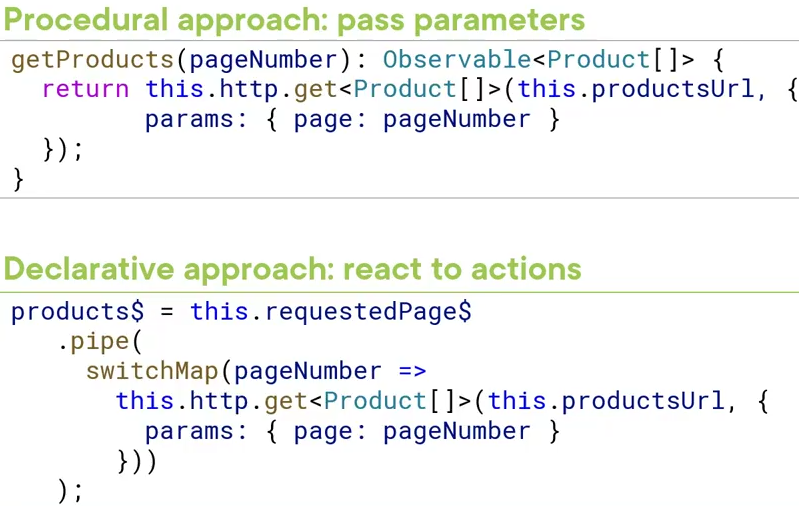 Procedural approach: pass parameters
getProducts(pageNumber): Observable<Product[]> {
  return this.http.get<Product[]>(this.productsUrl, {
         params: { page: pageNumber }
  });
}
Declarative approach: react to actions
products$ = this.requestedPage$
   .pipe(
     switchMap(pageNumber =>
       this.http.get<Product[]>(this.productsUrl, {
         params: { page: pageNumber }
       }))
   );